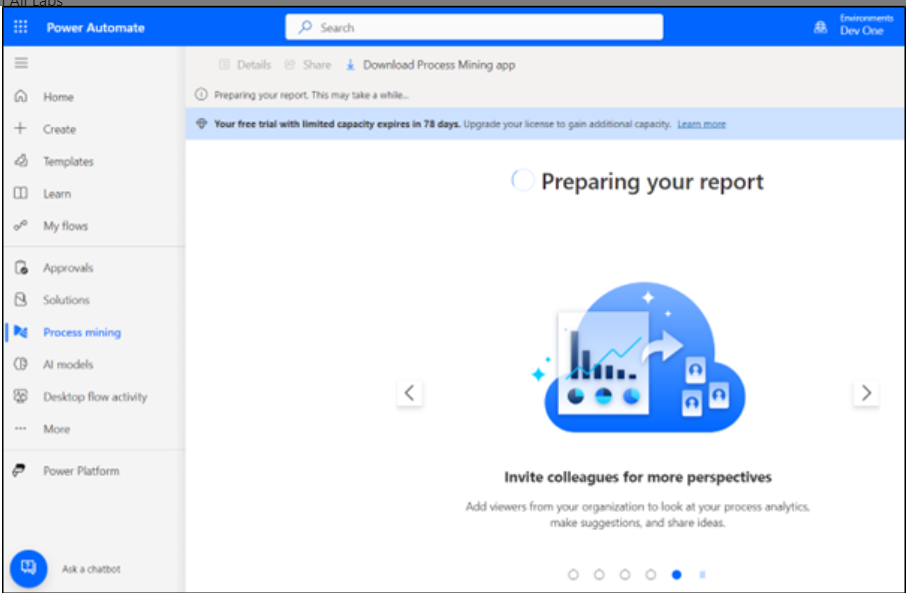 All Labs
Power Automate
Search
Environments
Dev One
Details
Share
Download Process Mining app
Preparing your report. This may take a while...
Your free trial with limited capacity expires in 78 days. Upgrade your license to gain additional capacity. Learn more
Home
Create
Templates
Learn
My flows
Approvals
Solutions
Process mining
AI models
Desktop flow activity
More
Power Platform
Ask a chatbot
Preparing your report
Invite colleagues for more perspectives
Add viewers from your organization to look at your process analytics,
make suggestions, and share ideas.